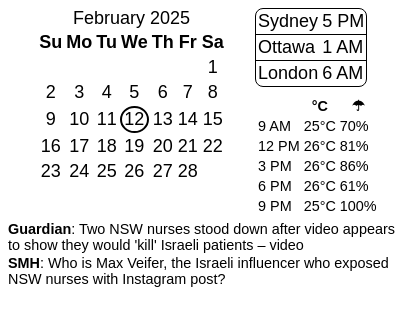 February 2025
Su Mo Tu We Th Fr Sa
1
2 3 4 5 6 7 8
9 10 11 12 13 14 15
16 17 18 19 20 21 22
23 24 25 26 27 28
Sydney 5 PM
Ottawa 1 AM
London 6 AM
°C ☂
9 AM 25°C 70%
12 PM 26°C 81%
3 PM 26°C 86%
6 PM 26°C 61%
9 PM 25°C 100%
Guardian: Two NSW nurses stood down after video appears
to show they would 'kill' Israeli patients – video
SMH: Who is Max Veifer, the Israeli influencer who exposed
NSW nurses with Instagram post?